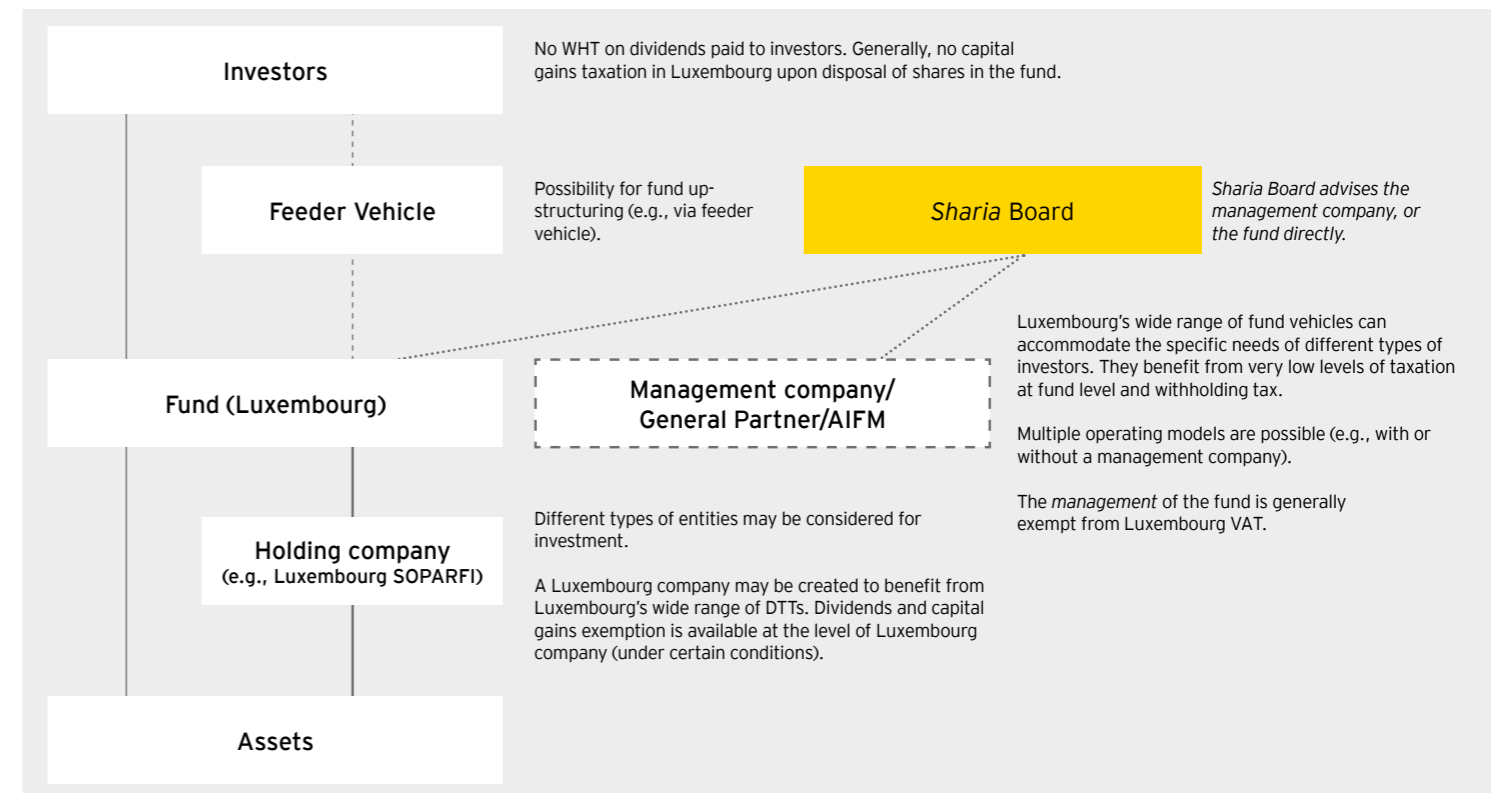 Investors
No WHT on dividends paid to investors. Generally, no capital
gains taxation in Luxembourg upon disposal of shares in the fund.
Feeder Vehicle
Possibility for fund up-
structuring (e.g., via feeder
vehicle).
Sharia Board
Sharia Board advises the
management company, or
the fund directly.
Fund (Luxembourg)
Management company/
General Partner/AIFM
Luxembourg's wide range of fund vehicles can
accommodate the specific needs of different types of
investors. They benefit from very low levels of taxation
at fund level and withholding tax.
Multiple operating models are possible (e.g., with or
without a management company).
The management of the fund is generally
exempt from Luxembourg VAT.
Holding company
(e.g., Luxembourg SOPARFI)
Different types of entities may be considered for
investment.
A Luxembourg company may be created to benefit from
Luxembourg's wide range of DTTs. Dividends and capital
gains exemption is available at the level of Luxembourg
company (under certain conditions).
Assets